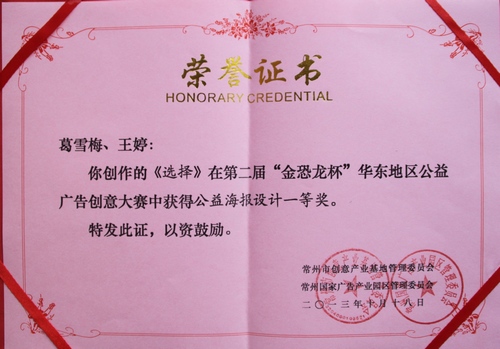 荣誉证书
HONORARY CREDENTIAL
葛雪梅、王婷：
你创作的《选择》在第二届“金恐龙杯”华东地区公益
广告创意大赛中获得公益海报设计一等奖。
特发此证，以资鼓励。
常州市创意产业基地管理委员会
常州国家广告产业园区管理委员会
二〇一三年十月十八日